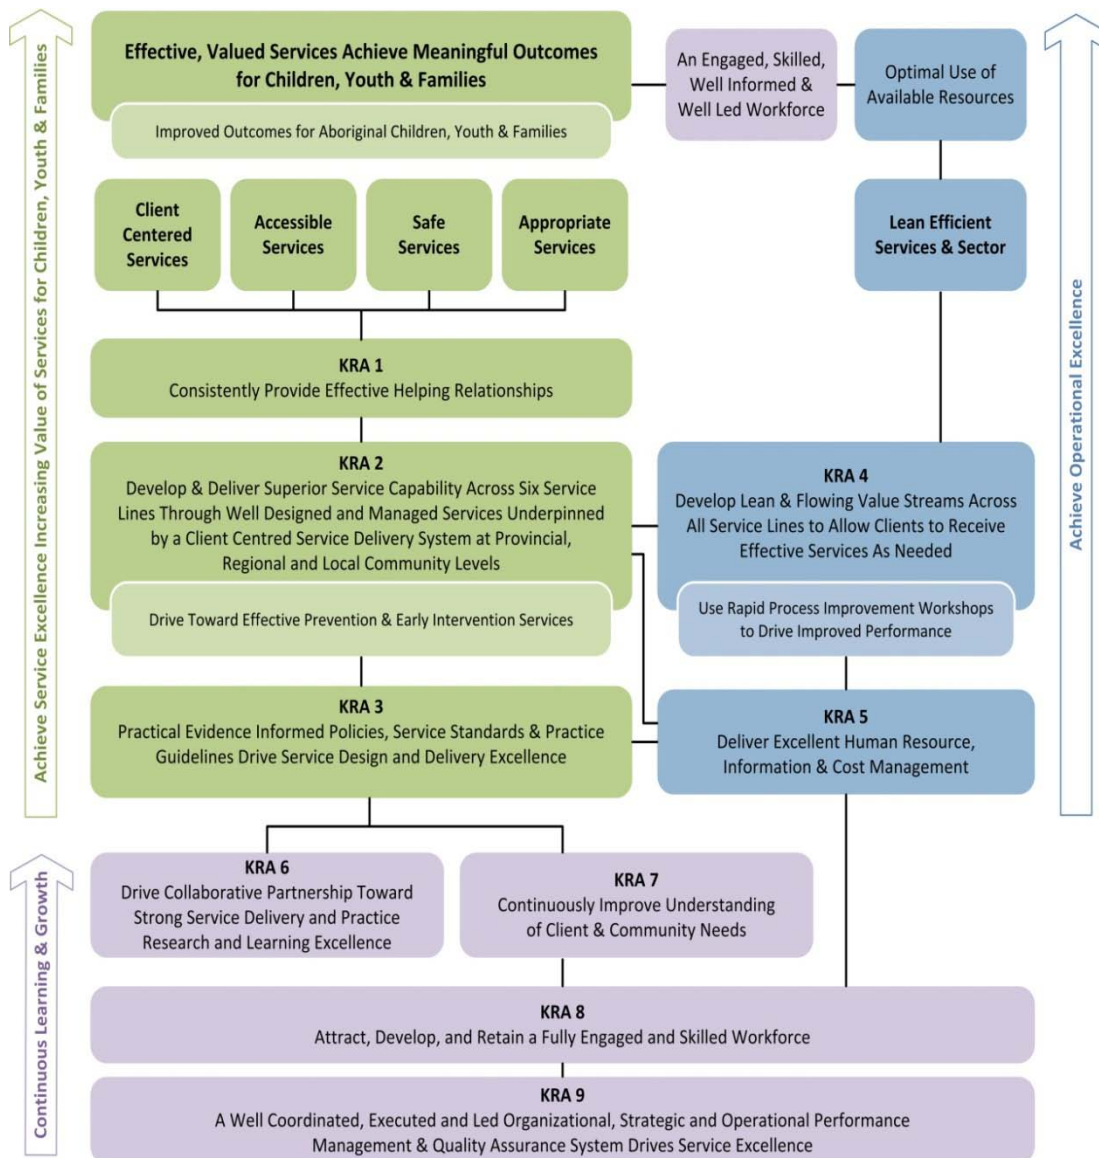 Achieve Service Excellence Increasing Value of Services for Children, Youth & Families
Effective, Valued Services Achieve Meaningful Outcomes
for Children, Youth & Families
Improved Outcomes for Aboriginal Children, Youth & Families
An Engaged, Skilled,
Well Informed &
Well Led Workforce
Optimal Use of
Available Resources
Achieve Operational Excellence
Client
Centered
Services
Accessible
Services
Safe
Services
Appropriate
Services
Lean Efficient
Services & Sector
KRA 1
Consistently Provide Effective Helping Relationships
KRA 2
Develop & Deliver Superior Service Capability Across Six Service
Lines Through Well Designed and Managed Services Underpinned
by a Client Centred Service Delivery System at Provincial,
Regional and Local Community Levels
Drive Toward Effective Prevention & Early Intervention Services
KRA 4
Develop Lean & Flowing Value Streams Across
All Service Lines to Allow Clients to Receive
Effective Services As Needed
Use Rapid Process Improvement Workshops
to Drive Improved Performance
KRA 3
Practical Evidence Informed Policies, Service Standards & Practice
Guidelines Drive Service Design and Delivery Excellence
KRA 5
Deliver Excellent Human Resource,
Information & Cost Management
Continuous Learning & Growth
KRA 6
Drive Collaborative Partnership Toward
Strong Service Delivery and Practice
Research and Learning Excellence
KRA 7
Continuously Improve Understanding
of Client & Community Needs
KRA 8
Attract, Develop, and Retain a Fully Engaged and Skilled Workforce
KRA 9
A Well Coordinated, Executed and Led Organizational, Strategic and Operational Performance
Management & Quality Assurance System Drives Service Excellence